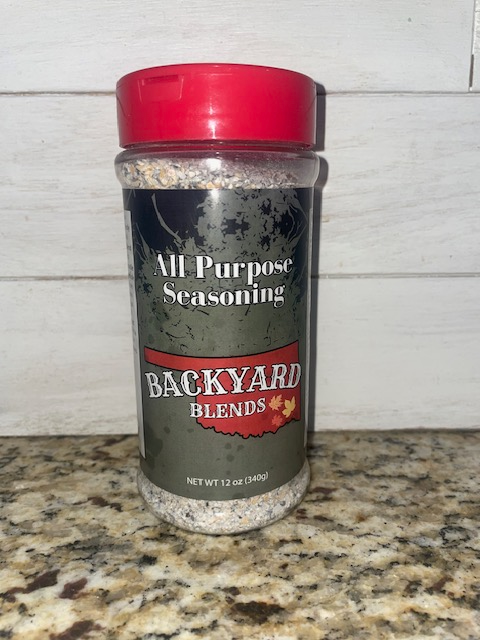 All Purpose
Seasoning
BACKYARD
BLENDS
NET WT 12 oz (340g)